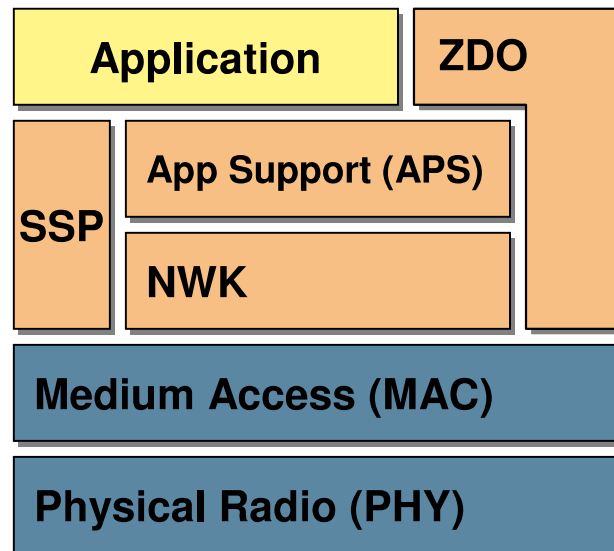 Application
ZDO
App Support (APS)
SSP
NWK
Medium Access (MAC)
Physical Radio (PHY)